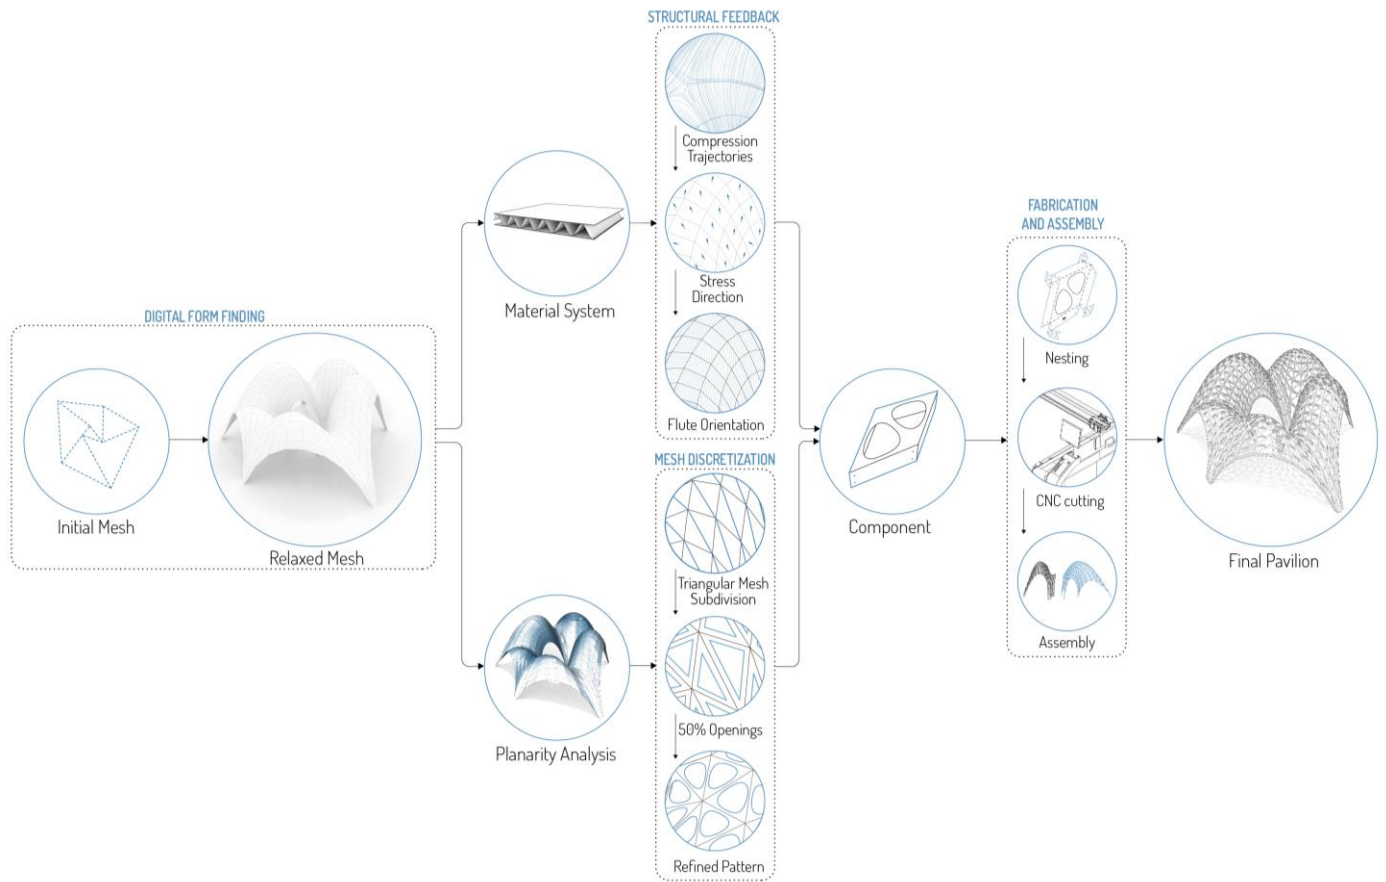 DIGITAL FORM FINDING
Initial Mesh
Relaxed Mesh
Material System
STRUCTURAL FEEDBACK
Compression
Trajectories
Stress
Direction
Flute Orientation
Planarity Analysis
MESH DISCRETIZATION
Triangular Mesh
Subdivision
50% Openings
Refined Pattern
Component
FABRICATION
AND ASSEMBLY
Nesting
CNC cutting
Assembly
Final Pavilion